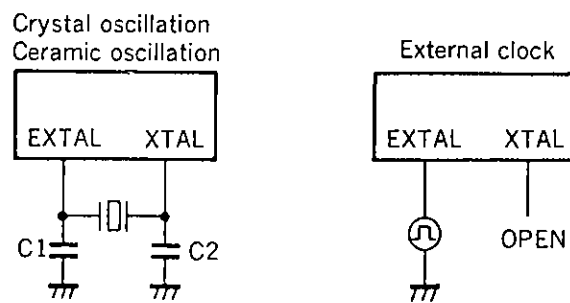 Crystal oscillation
Ceramic oscillation
EXTAL XTAL
C1 C2
External clock
EXTAL XTAL
OPEN